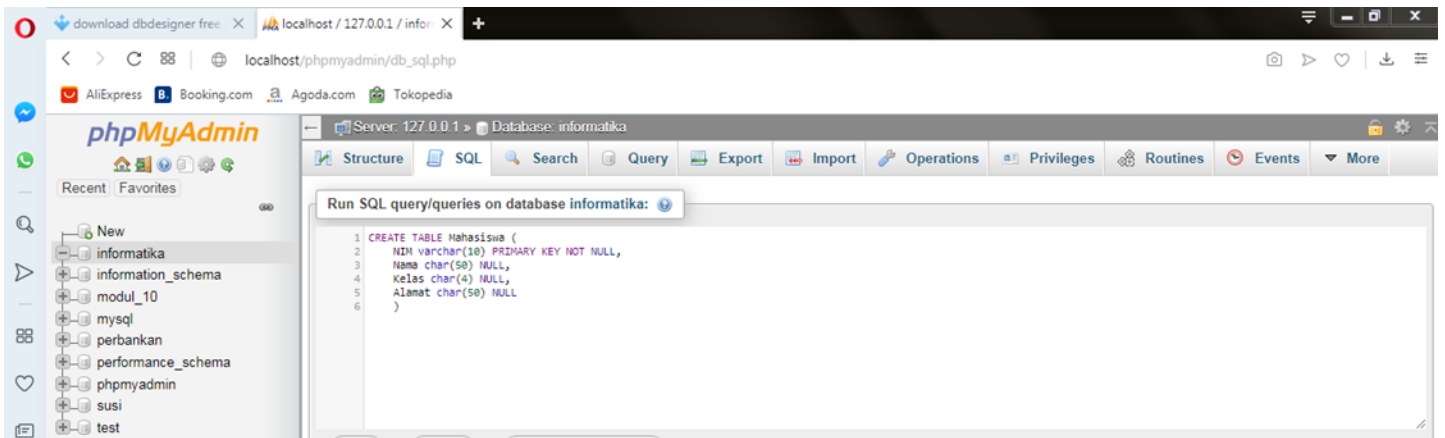 download dbdesigner free
localhost / 127.0.0.1 / infor
localhost/phpmyadmin/db_sql.php
AliExpress Booking.com Agoda.com Tokopedia
phpMyAdmin
Recent Favorites
New
informatika
information_schema
modul_10
mysql
perbankan
performance_schema
phpmyadmin
susi
test
Server: 127.0.0.1 » Database: informatika
Structure SQL Search Query Export Import Operations Privileges Routines Events More
Run SQL query/queries on database informatika:
1 CREATE TABLE Mahasiswa (
2 NIM varchar(10) PRIMARY KEY NOT NULL,
3 Nama char(50) NULL,
4 Kelas char(4) NULL,
5 Alamat char(50) NULL
6 )